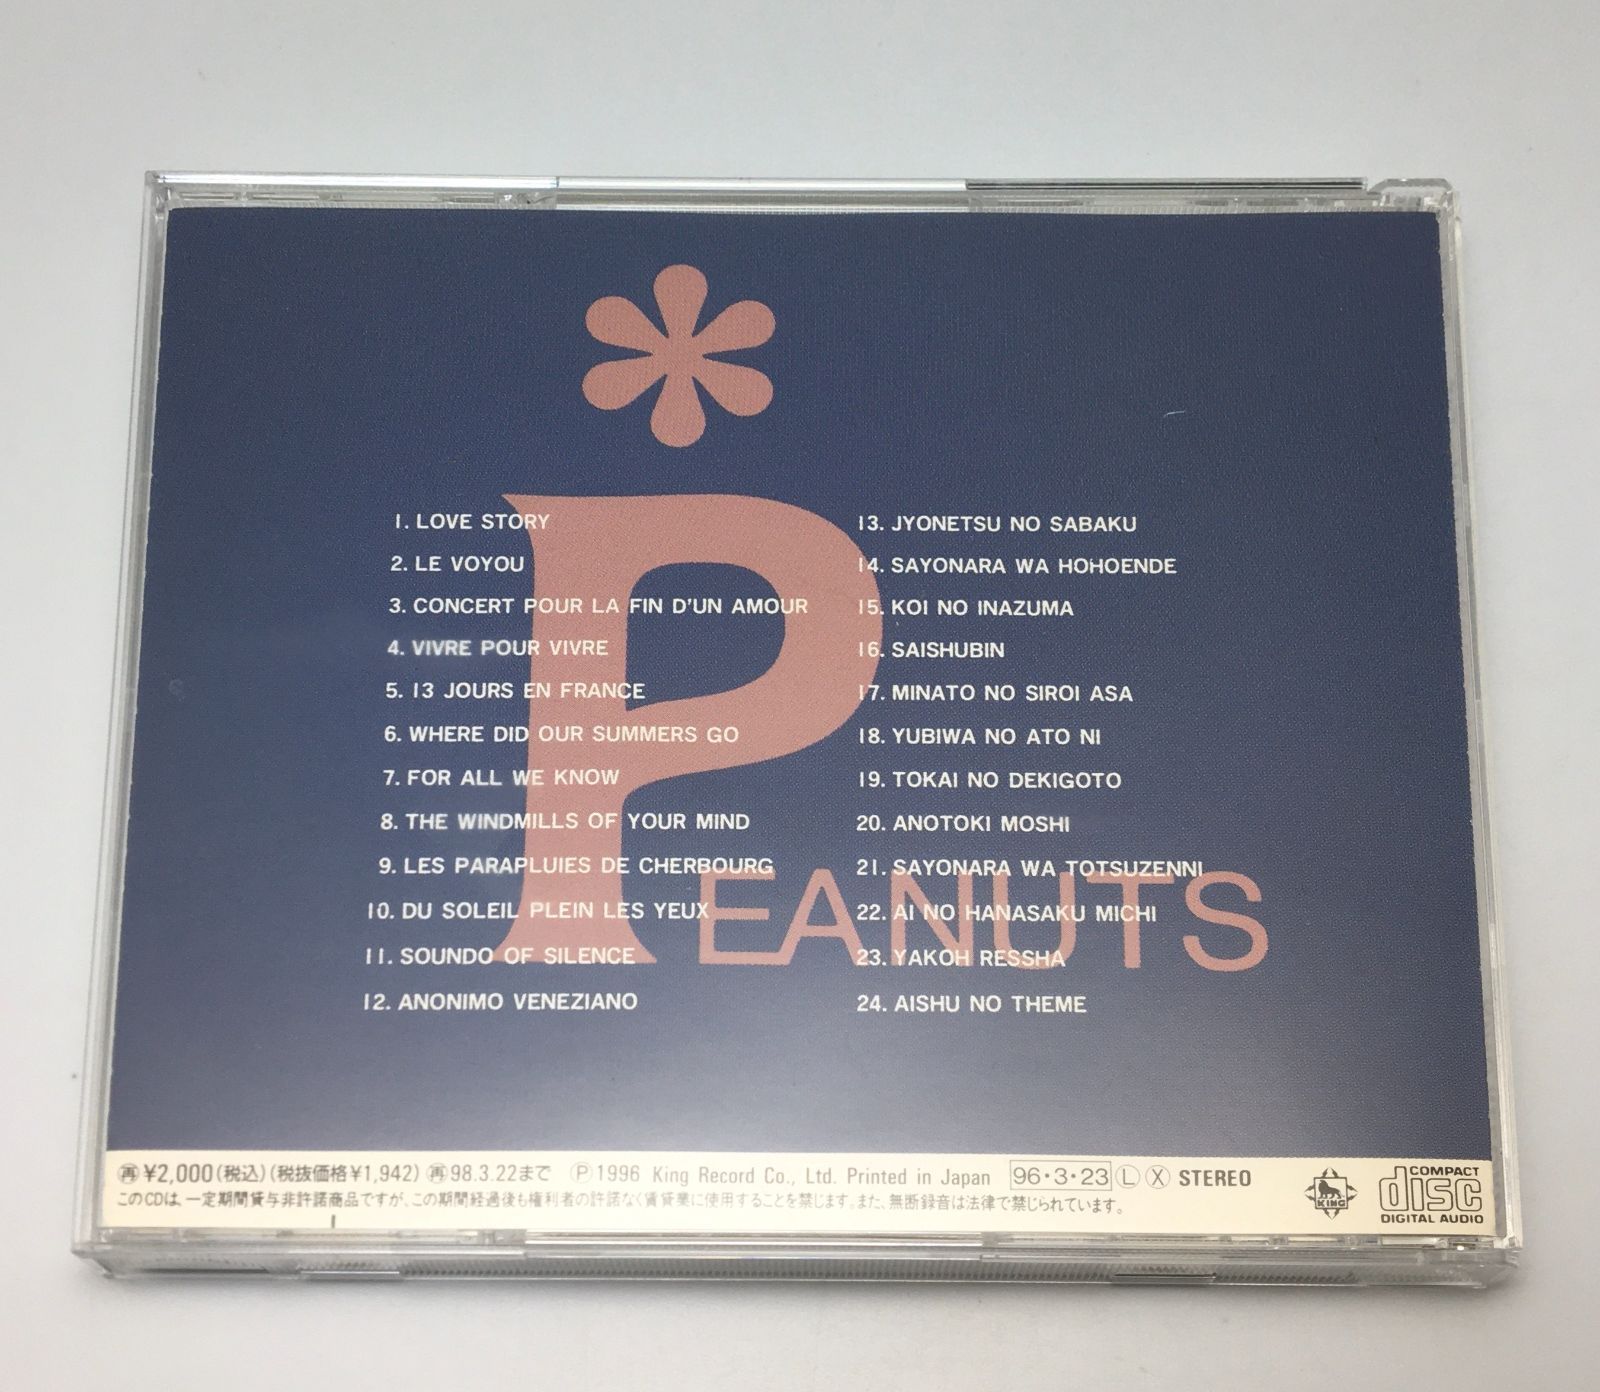 1. LOVE STORY
2. LE VOYOU
3. CONCERT POUR LA FIN D'UN AMOUR
4. VIVRE POUR VIVRE
5. 13 JOURS EN FRANCE
6. WHERE DID OUR SUMMERS GO
7. FOR ALL WE KNOW
8. THE WINDMILLS OF YOUR MIND
9. LES PARAPLUIES DE CHERBOURG
10. DU SOLEIL PLEIN LES YEUX
11. SOUNDO OF SILENCE
12. ANONIMO VENEZIANO
13. JYONETSU NO SABAKU
14. SAYONARA WA HOHOENDE
15. KOI NO INAZUMA
16. SAISHUBIN
17. MINATO NO SIROI ASA
18. YUBIWA NO ATO NI
19. TOKAI NO DEKIGOTO
20. ANOTOKI MOSHI
21. SAYONARA WA TOTSUZENNI
22. AI NO HANASAKU MICHI
23. YAKOH RESSHA
24. AISHU NO THEME
PEANUTS
㊢¥2,000(税込)(税抜価格¥1,942) 再98.3.22まで Ⓟ1996 King Record Co., Ltd. Printed in Japan 96・3・23 Ⓛ Ⓧ STEREO
このCDは、一定期間貸与非許諾商品ですが、この期間経過後も権利者の許諾なく賃貸業に使用することを禁じます。また、無断録音は法律で禁じられています。
KING
COMPACT
disc
DIGITAL AUDIO